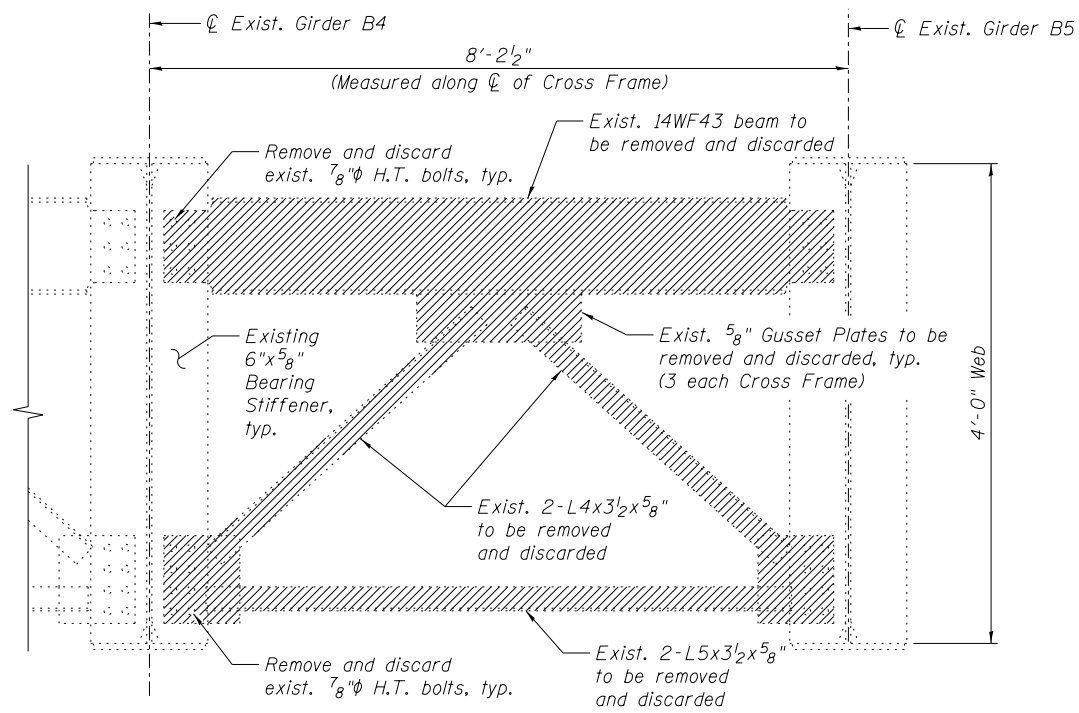 ℄ Exist. Girder B4
℄ Exist. Girder B5
8'-2½"
(Measured along ℄ of Cross Frame)
Exist. 14WF43 beam to
be removed and discarded
Remove and discard
exist. ⅞"ϕ H.T. bolts, typ.
Existing
6"x⅝"
Bearing
Stiffener,
typ.
Exist. ⅝" Gusset Plates to be
removed and discarded, typ.
(3 each Cross Frame)
4'-0" Web
Exist. 2-L4x3½x⅝"
to be removed
and discarded
Remove and discard
exist. ⅞"ϕ H.T. bolts, typ.
Exist. 2-L5x3½x⅝"
to be removed
and discarded